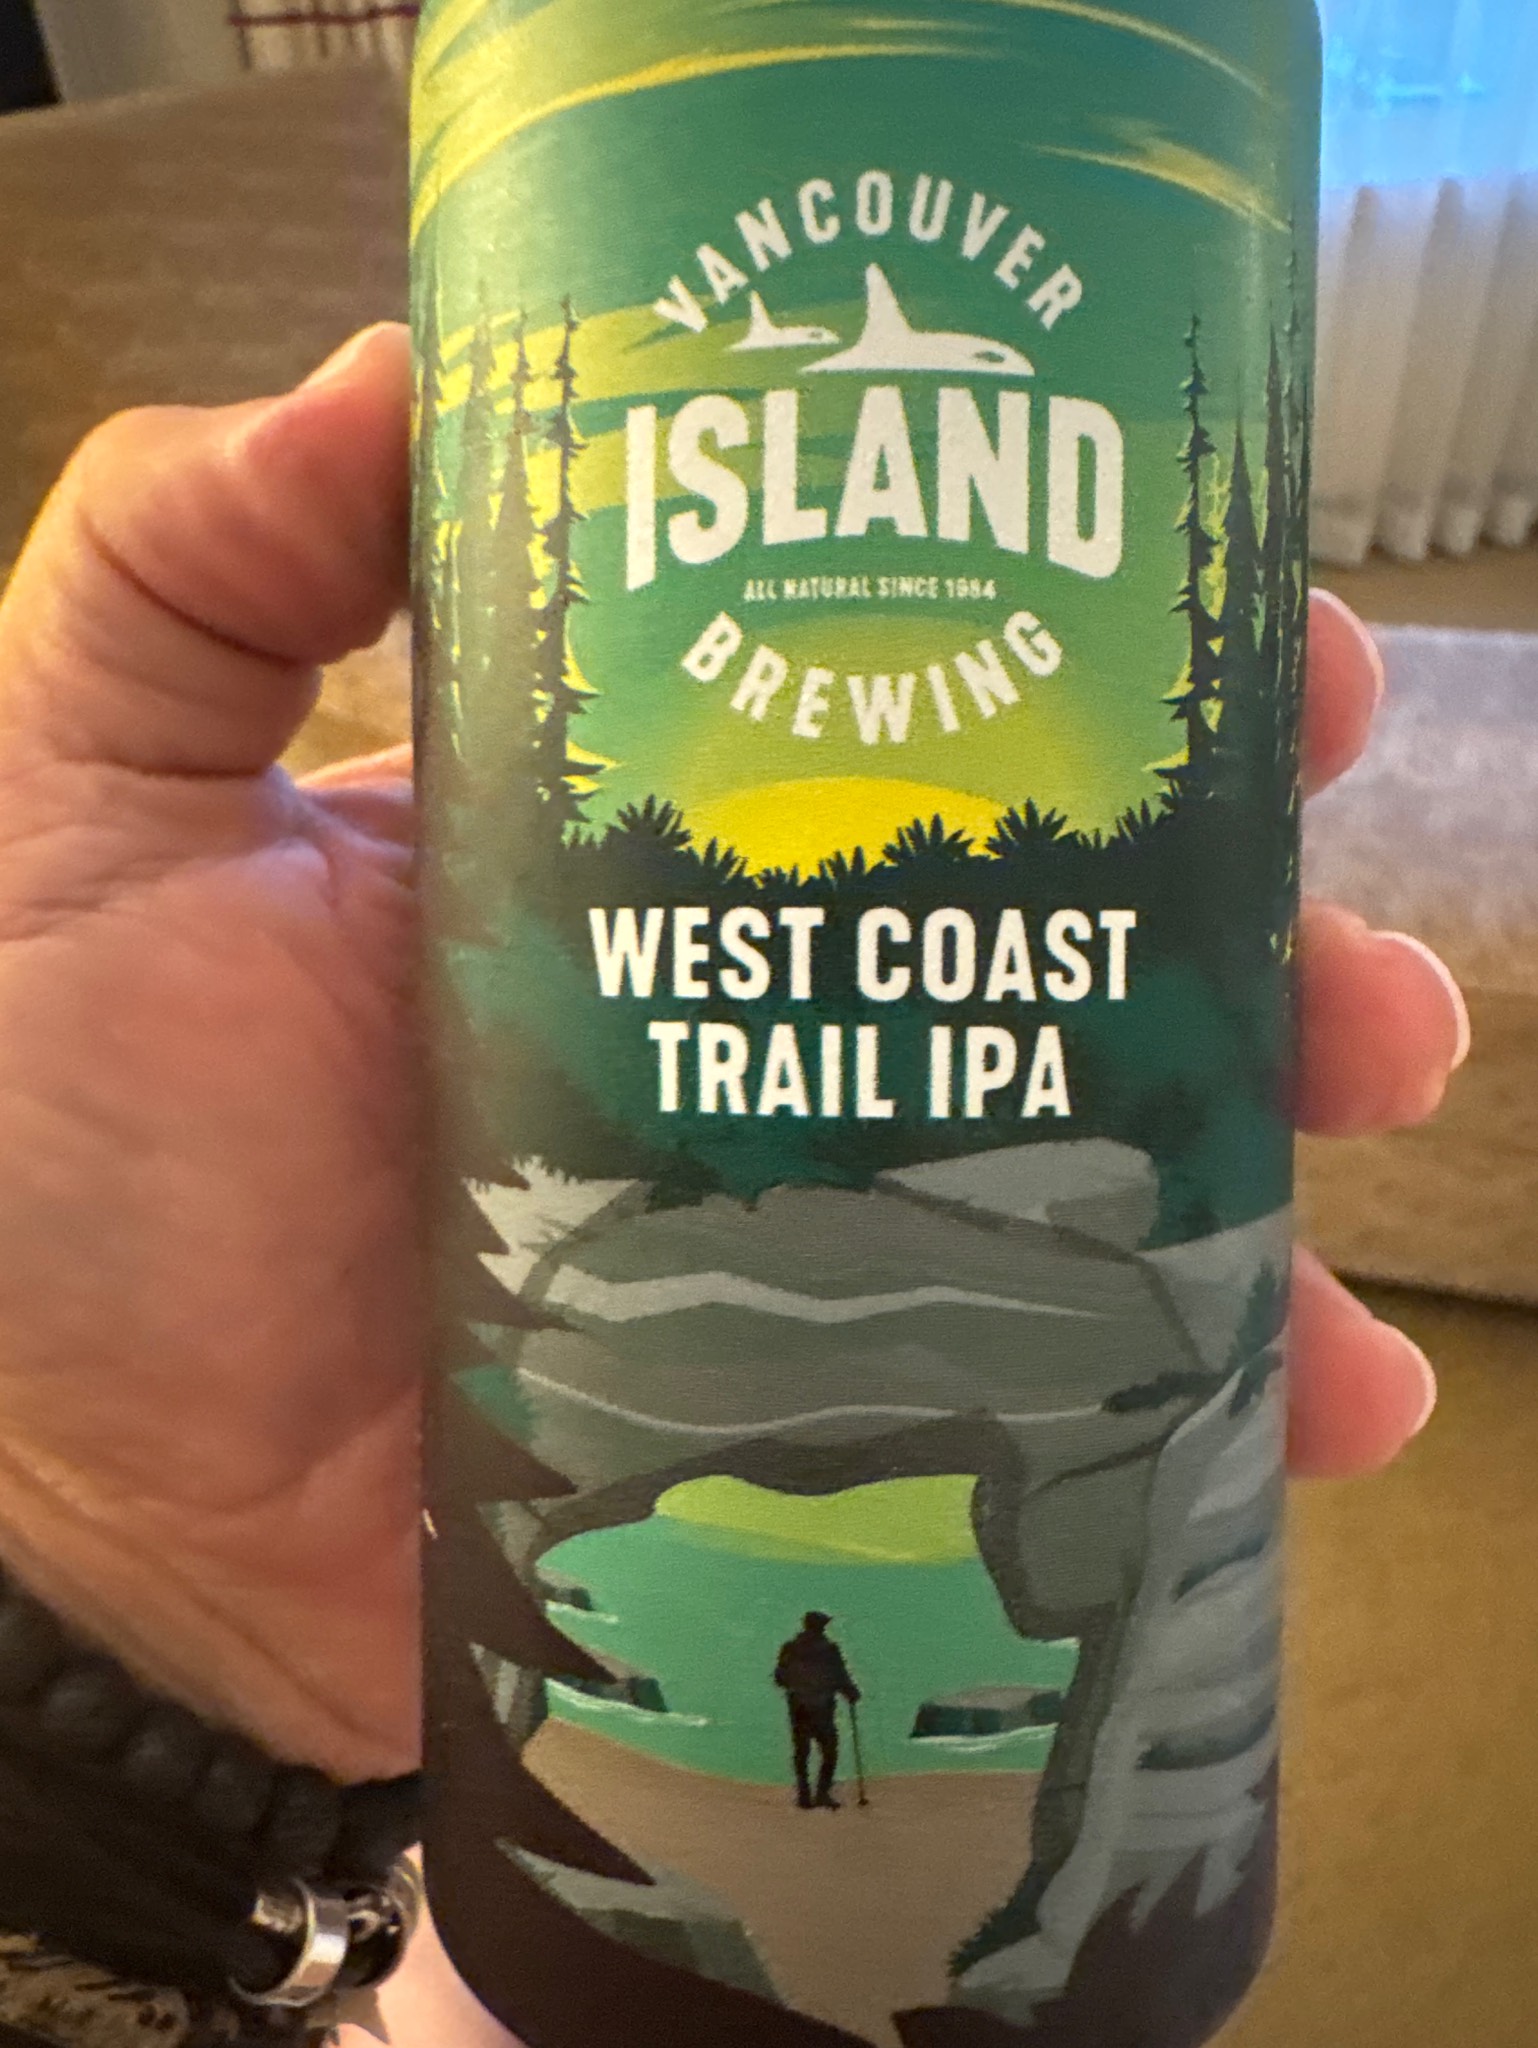 VANCOUVER
ISLAND
ALL NATURAL SINCE 1984
BREWING
WEST COAST
TRAIL IPA